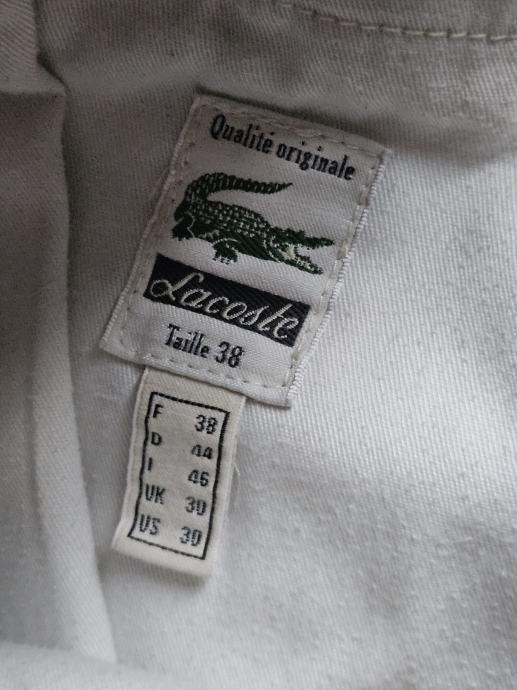 Qualité originale
Lacoste
Taille 38
F 38
D 44
I 46
UK 30
US 30